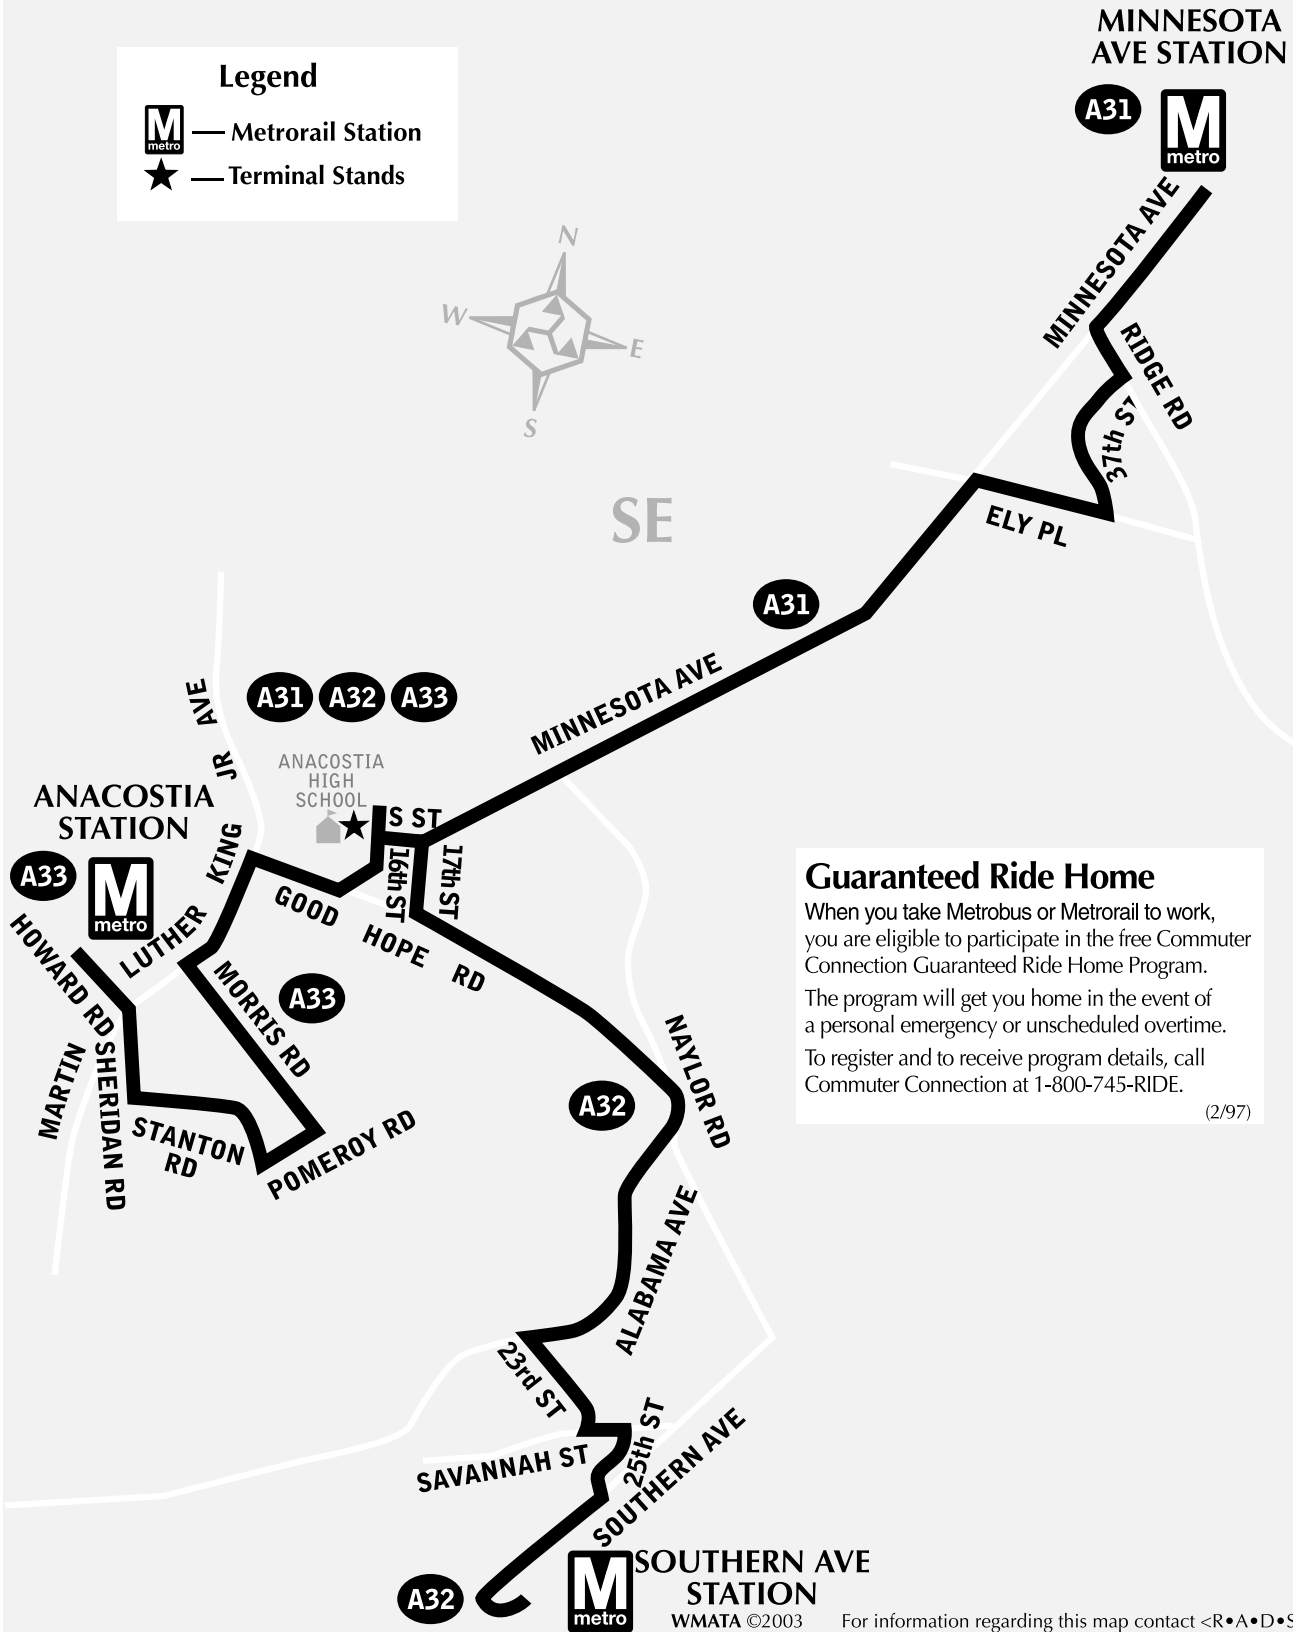 MINNESOTA
AVE STATION
Legend
M
metro
Metrorail Station
Terminal Stands
A31
M
metro
N
W
E
S
MINNESOTA AVE
RIDGE RD
37th ST
SE
ELY PL
A31
MINNESOTA AVE
A31
A32
A33
ANACOSTIA
HIGH
SCHOOL
S ST
16th ST
17th ST
ANACOSTIA
STATION
A33
M
metro
MARTIN
LUTHER
KING
JR
AVE
GOOD
HOPE
RD
HOWARD RD
MORRIS RD
A33
SHERIDAN RD
STANTON
RD
POMEROY RD
Guaranteed Ride Home
When you take Metrobus or Metrorail to work,
you are eligible to participate in the free Commuter
Connection Guaranteed Ride Home Program.
The program will get you home in the event of
a personal emergency or unscheduled overtime.
To register and to receive program details, call
Commuter Connection at 1-800-745-RIDE.
(2/97)
NAYLOR RD
A32
ALABAMA AVE
23rd ST
25th ST
SAVANNAH ST
SOUTHERN AVE
A32
M
metro
SOUTHERN AVE
STATION
WMATA ©2003
For information regarding this map contact <R•A•D•S